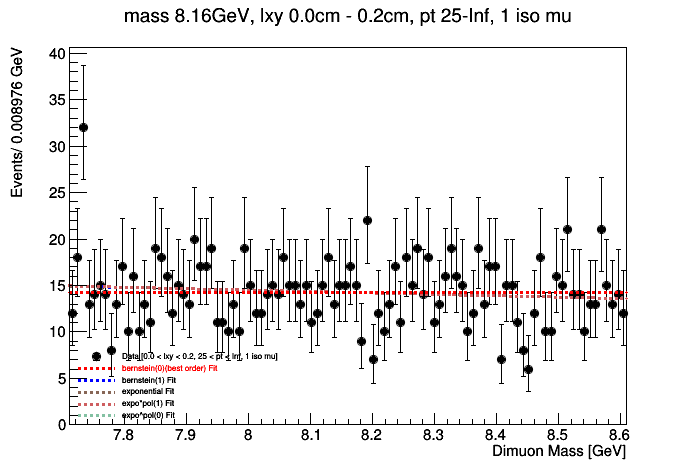 mass 8.16GeV, lxy 0.0cm - 0.2cm, pt 25-Inf, 1 iso mu
Events/ 0.008976 GeV
40
35
30
25
20
15
10
5
0
Data [0.0 < lxy < 0.2, 25 < pt < Inf, 1 iso mu]
bernstein(0)(best order) Fit
bernstein(1) Fit
exponential Fit
expo*pol(1) Fit
expo*pol(0) Fit
7.8 7.9 8 8.1 8.2 8.3 8.4 8.5 8.6
Dimuon Mass [GeV]